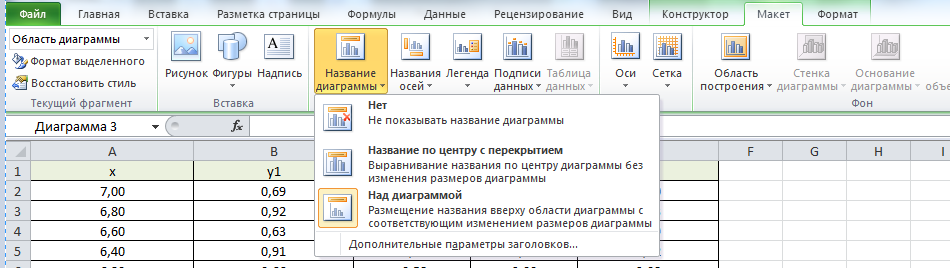 Файл Главная Вставка Разметка страницы Формулы Данные Рецензирование Вид Конструктор Макет Формат
Область диаграммы
Формат выделенного
Восстановить стиль
Текущий фрагмент
Рисунок Фигуры Надпись
Вставка
Название диаграммы
Названия осей
Легенда
Подписи данных
Таблица данных
Оси Сетка
Область построения
Стенка диаграммы
Основание диаграммы
объе
Фон
Диаграмма 3 fx
Нет
Не показывать название диаграммы
Название по центру с перекрытием
Выравнивание названия по центру диаграммы без
изменения размеров диаграммы
Над диаграммой
Размещение названия вверху области диаграммы с
соответствующим изменением размеров диаграммы
Дополнительные параметры заголовков...
A B F G H I
1 x y1
2 7,00 0,69
3 6,80 0,92
4 6,60 0,63
5 6,40 0,91